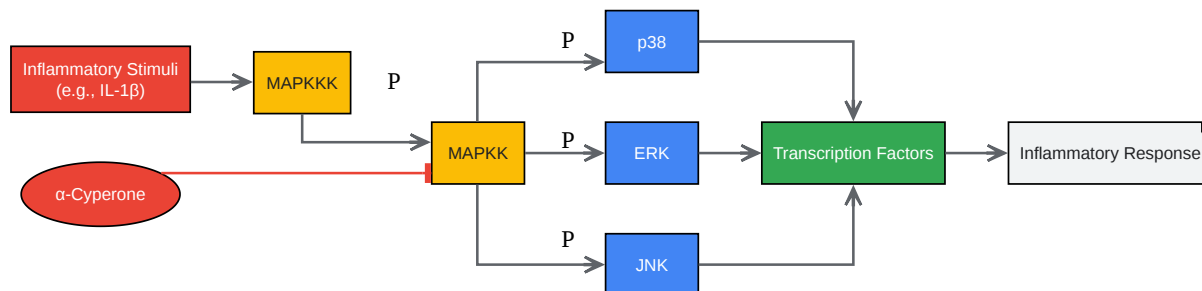 P
p38
Inflammatory Stimuli
(e.g., IL-1β)
MAPKKK
P
MAPKK
P
ERK
Transcription Factors
Inflammatory Response
α-Cyperone
P
JNK